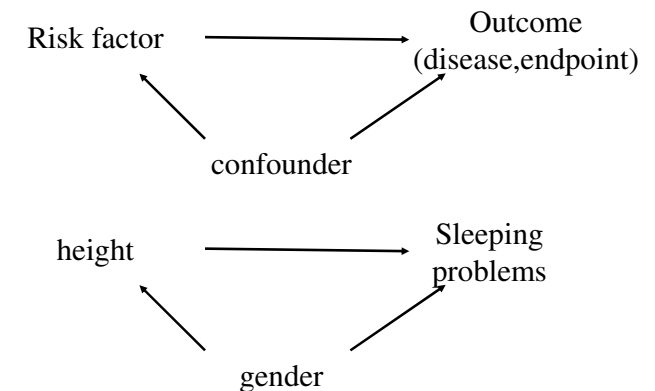 Risk factor
Outcome
(disease,endpoint)
confounder
height
Sleeping
problems
gender